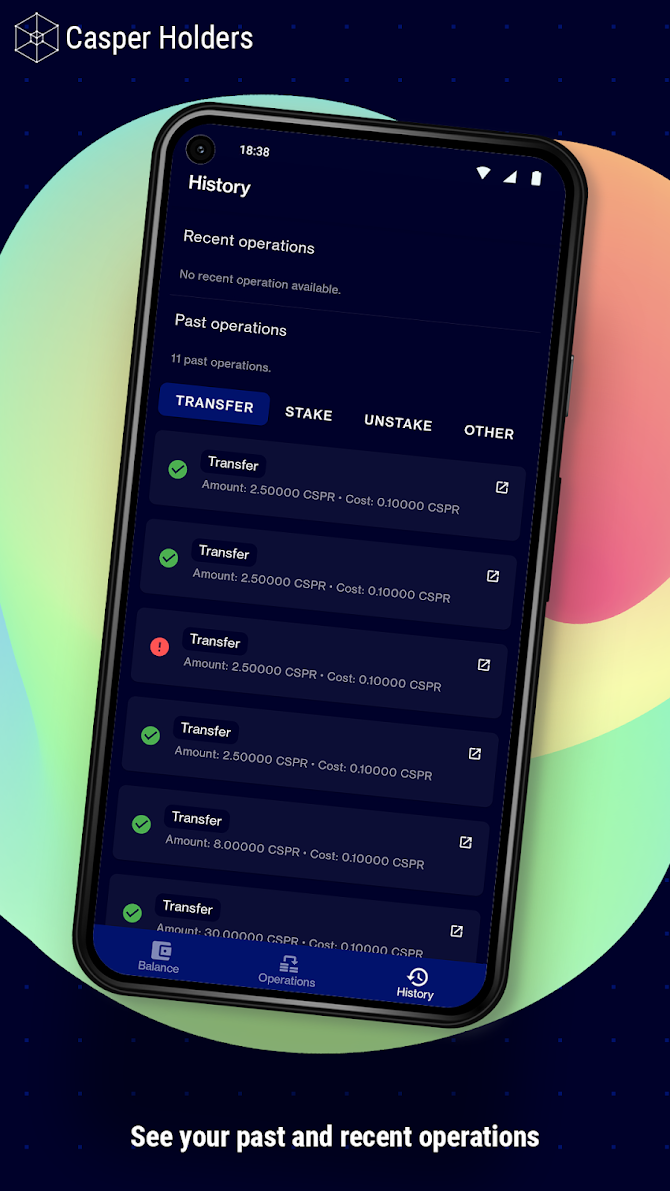 Casper Holders
18:38
History
Recent operations
No recent operation available.
Past operations
11 past operations.
TRANSFER STAKE UNSTAKE OTHER
Transfer
Amount: 2.50000 CSPR • Cost: 0.10000 CSPR
Transfer
Amount: 2.50000 CSPR • Cost: 0.10000 CSPR
Transfer
Amount: 2.50000 CSPR • Cost: 0.10000 CSPR
Transfer
Amount: 2.50000 CSPR • Cost: 0.10000 CSPR
Transfer
Amount: 8.00000 CSPR • Cost: 0.10000 CSPR
Transfer
Amount: 30.00000 CSPR • Cost: 0.10000 CSPR
Balance Operations History
See your past and recent operations